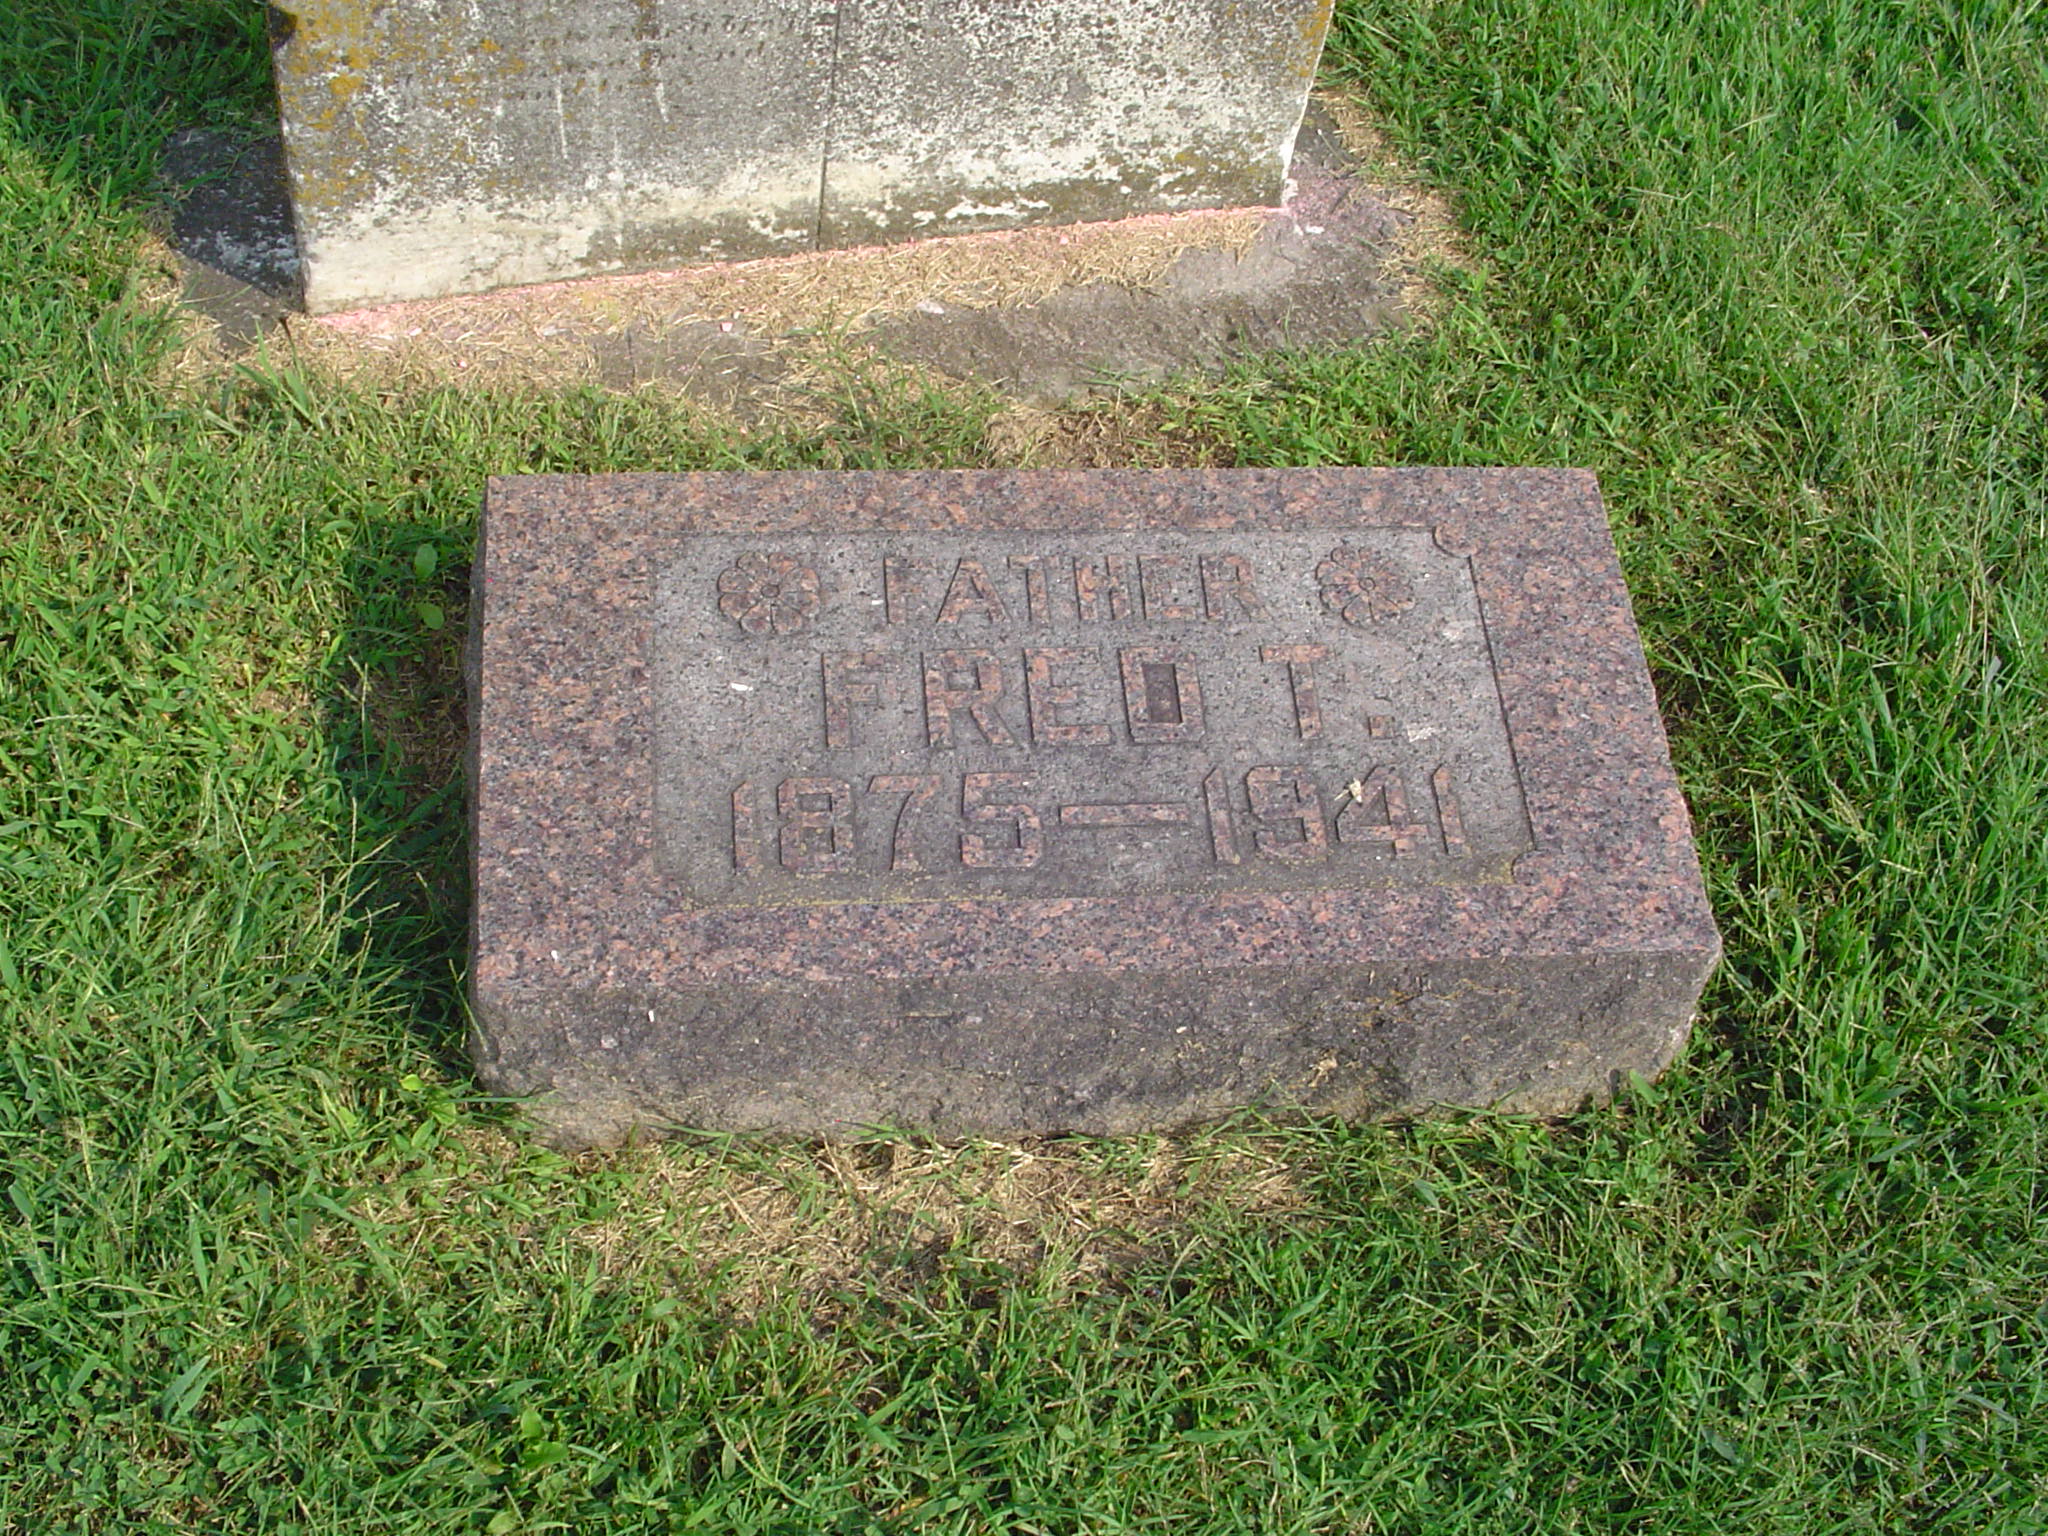 FATHER
FRED T.
1875–1941